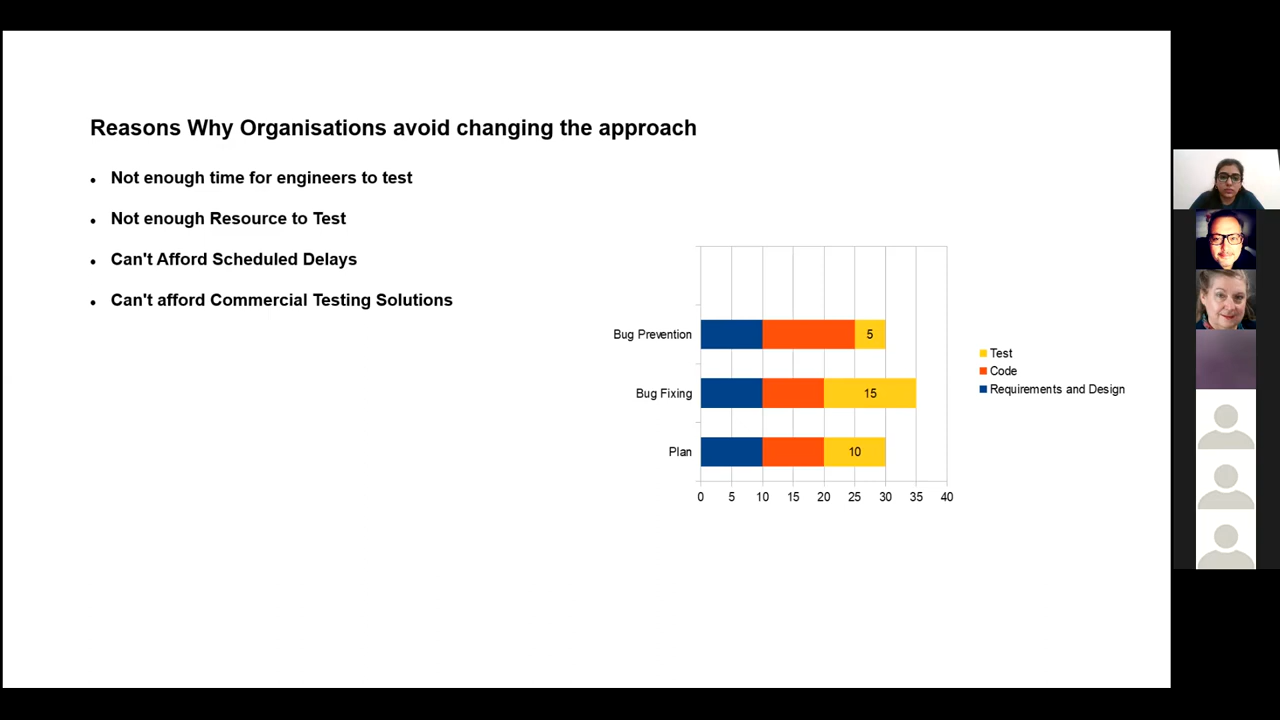 Reasons Why Organisations avoid changing the approach
• Not enough time for engineers to test
• Not enough Resource to Test
• Can't Afford Scheduled Delays
• Can't afford Commercial Testing Solutions
Bug Prevention 5
Bug Fixing 15
Plan 10
0 5 10 15 20 25 30 35 40
Test
Code
Requirements and Design